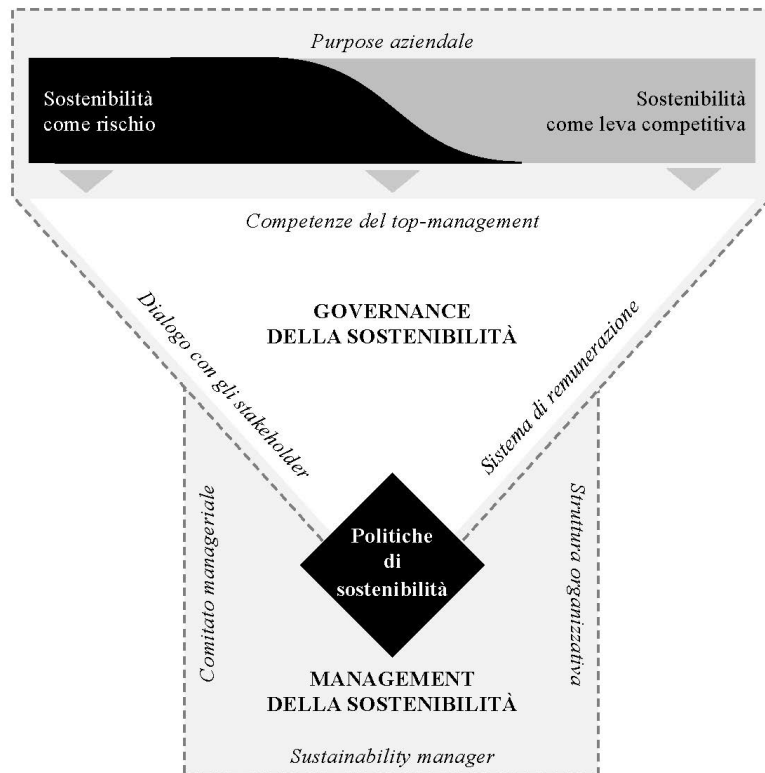 Purpose aziendale
Sostenibilità
come rischio
Sostenibilità
come leva competitiva
Competenze del top-management
GOVERNANCE
DELLA SOSTENIBILITÀ
Dialogo con gli stakeholder
Sistema di remunerazione
Comitato manageriale
Politiche
di
sostenibilità
Struttura organizzativa
MANAGEMENT
DELLA SOSTENIBILITÀ
Sustainability manager